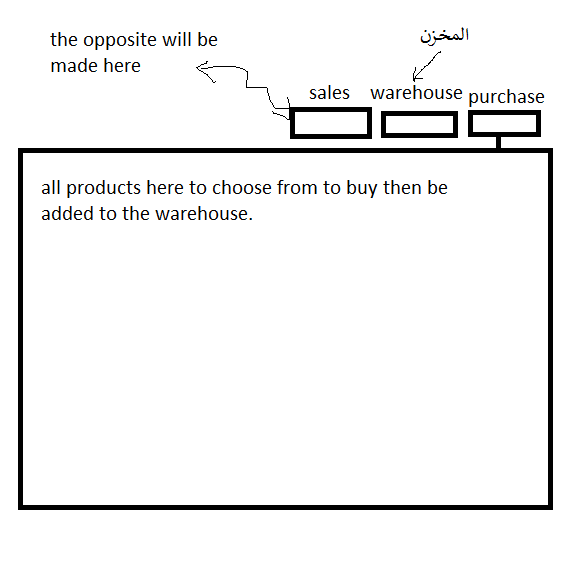 the opposite will be
made here
المخزن
sales
warehouse
purchase
all products here to choose from to buy then be
added to the warehouse.